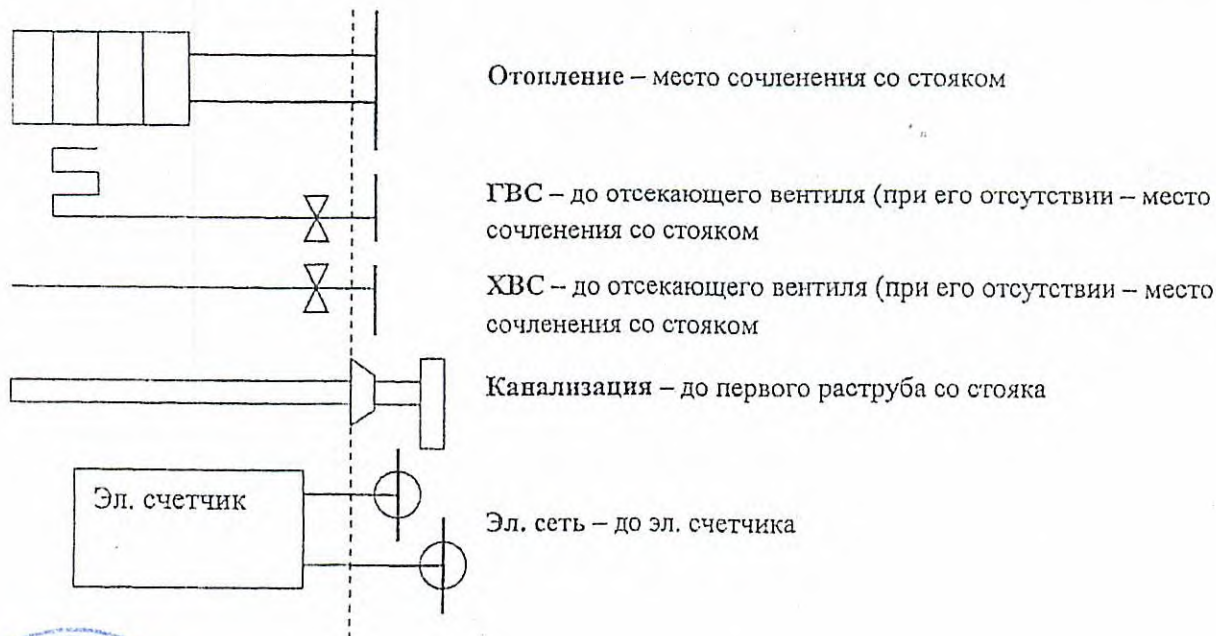 Отопление – место сочленения со стояком
ГВС – до отсекающего вентиля (при его отсутствии – место
сочленения со стояком
ХВС – до отсекающего вентиля (при его отсутствии – место
сочленения со стояком
Канализация – до первого раструба со стояка
Эл. счетчик
Эл. сеть – до эл. счетчика